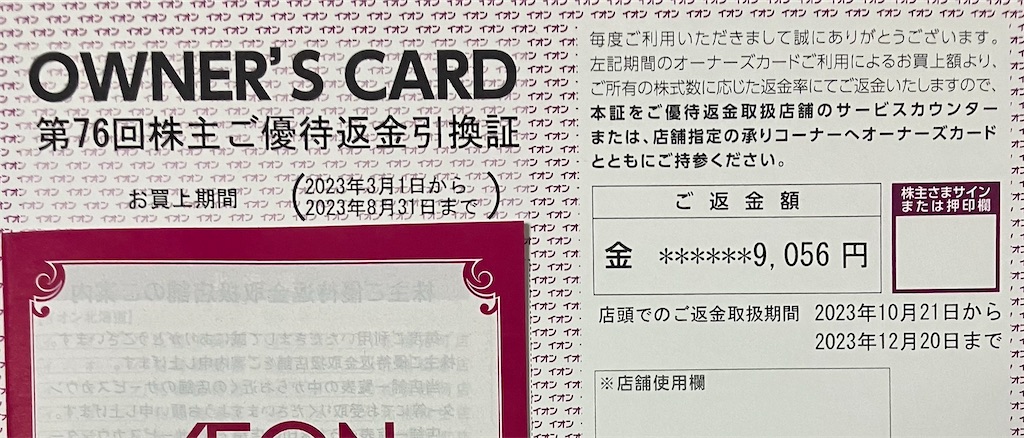 OWNER'S CARD
第76回株主ご優待返金引換証
お買上期間
(2023年3月1日から
2023年8月31日まで)
毎度ご利用いただきまして誠にありがとうございます。
左記期間のオーナーズカードご利用によるお買上額より、
ご所有の株式数に応じた返金率にてご返金いたしますので、
本証をご優待返金取扱店舗のサービスカウンター
または、店舗指定の承りコーナーへオーナーズカード
とともにご持参ください。
ご返金額
金 ******9,056円
株主さまサイン
または押印欄
店頭でのご返金取扱期間 2023年10月21日から
2023年12月20日まで
※店舗使用欄
ÆON
イオン